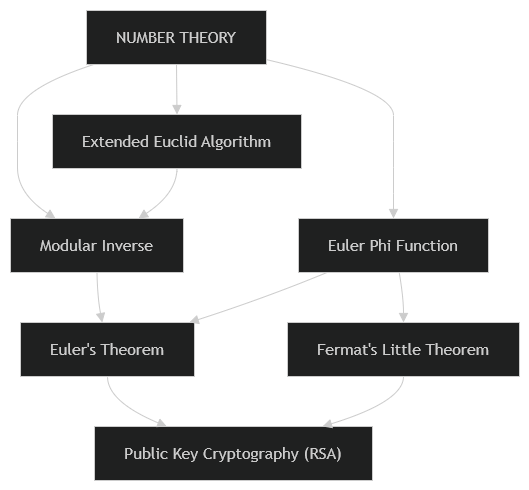 NUMBER THEORY
Extended Euclid Algorithm
Modular Inverse
Euler Phi Function
Euler's Theorem
Fermat's Little Theorem
Public Key Cryptography (RSA)